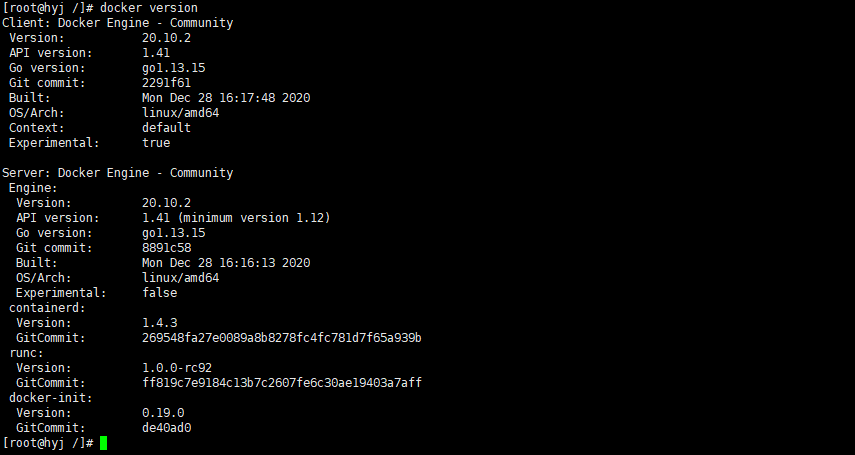 [root@hyj /]# docker version
Client: Docker Engine - Community
 Version:           20.10.2
 API version:       1.41
 Go version:        go1.13.15
 Git commit:        2291f61
 Built:             Mon Dec 28 16:17:48 2020
 OS/Arch:           linux/amd64
 Context:           default
 Experimental:      true

Server: Docker Engine - Community
 Engine:
  Version:          20.10.2
  API version:      1.41 (minimum version 1.12)
  Go version:       go1.13.15
  Git commit:       8891c58
  Built:            Mon Dec 28 16:16:13 2020
  OS/Arch:          linux/amd64
  Experimental:     false
 containerd:
  Version:          1.4.3
  GitCommit:        269548fa27e0089a8b8278fc4fc781d7f65a939b
 runc:
  Version:          1.0.0-rc92
  GitCommit:        ff819c7e9184c13b7c2607fe6c30ae19403a7aff
 docker-init:
  Version:          0.19.0
  GitCommit:        de40ad0
[root@hyj /]#